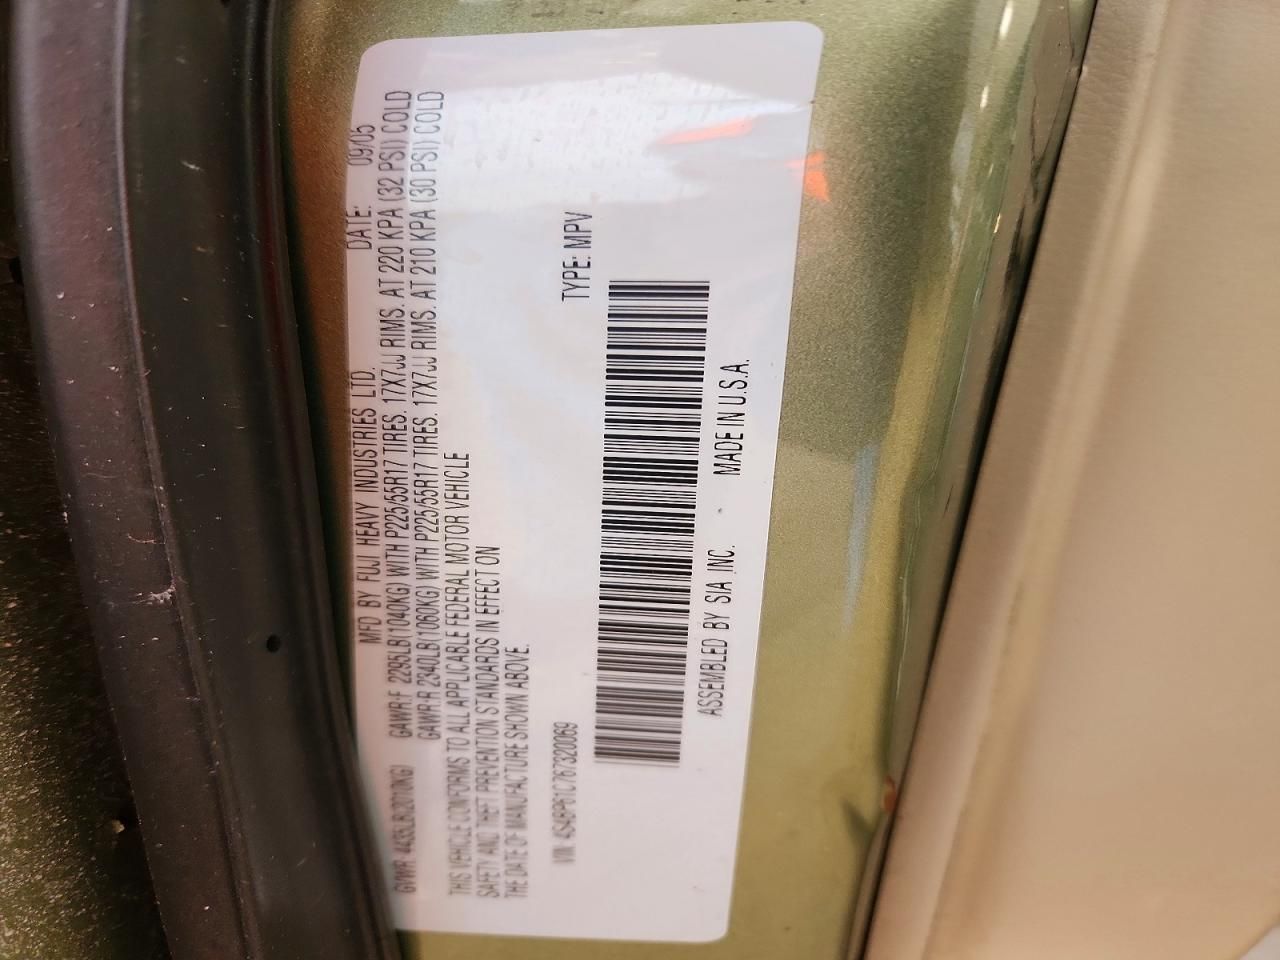 MFD BY FUJI HEAVY INDUSTRIES LTD. DATE: 09/05
GVWR: 4435LB(2010KG) GAWR:F 2295LB(1040KG) WITH P225/55R17 TIRES. 17X7JJ RIMS. AT 220 KPA (32 PSI) COLD
GAWR:R 2340LB(1060KG) WITH P225/55R17 TIRES. 17X7JJ RIMS. AT 210 KPA (30 PSI) COLD
THIS VEHICLE CONFORMS TO ALL APPLICABLE FEDERAL MOTOR VEHICLE
SAFETY AND THEFT PREVENTION STANDARDS IN EFFECT ON
THE DATE OF MANUFACTURE SHOWN ABOVE.
VIN: 4S4BP61C767320069 TYPE: MPV
ASSEMBLED BY SIA INC. MADE IN U.S.A.